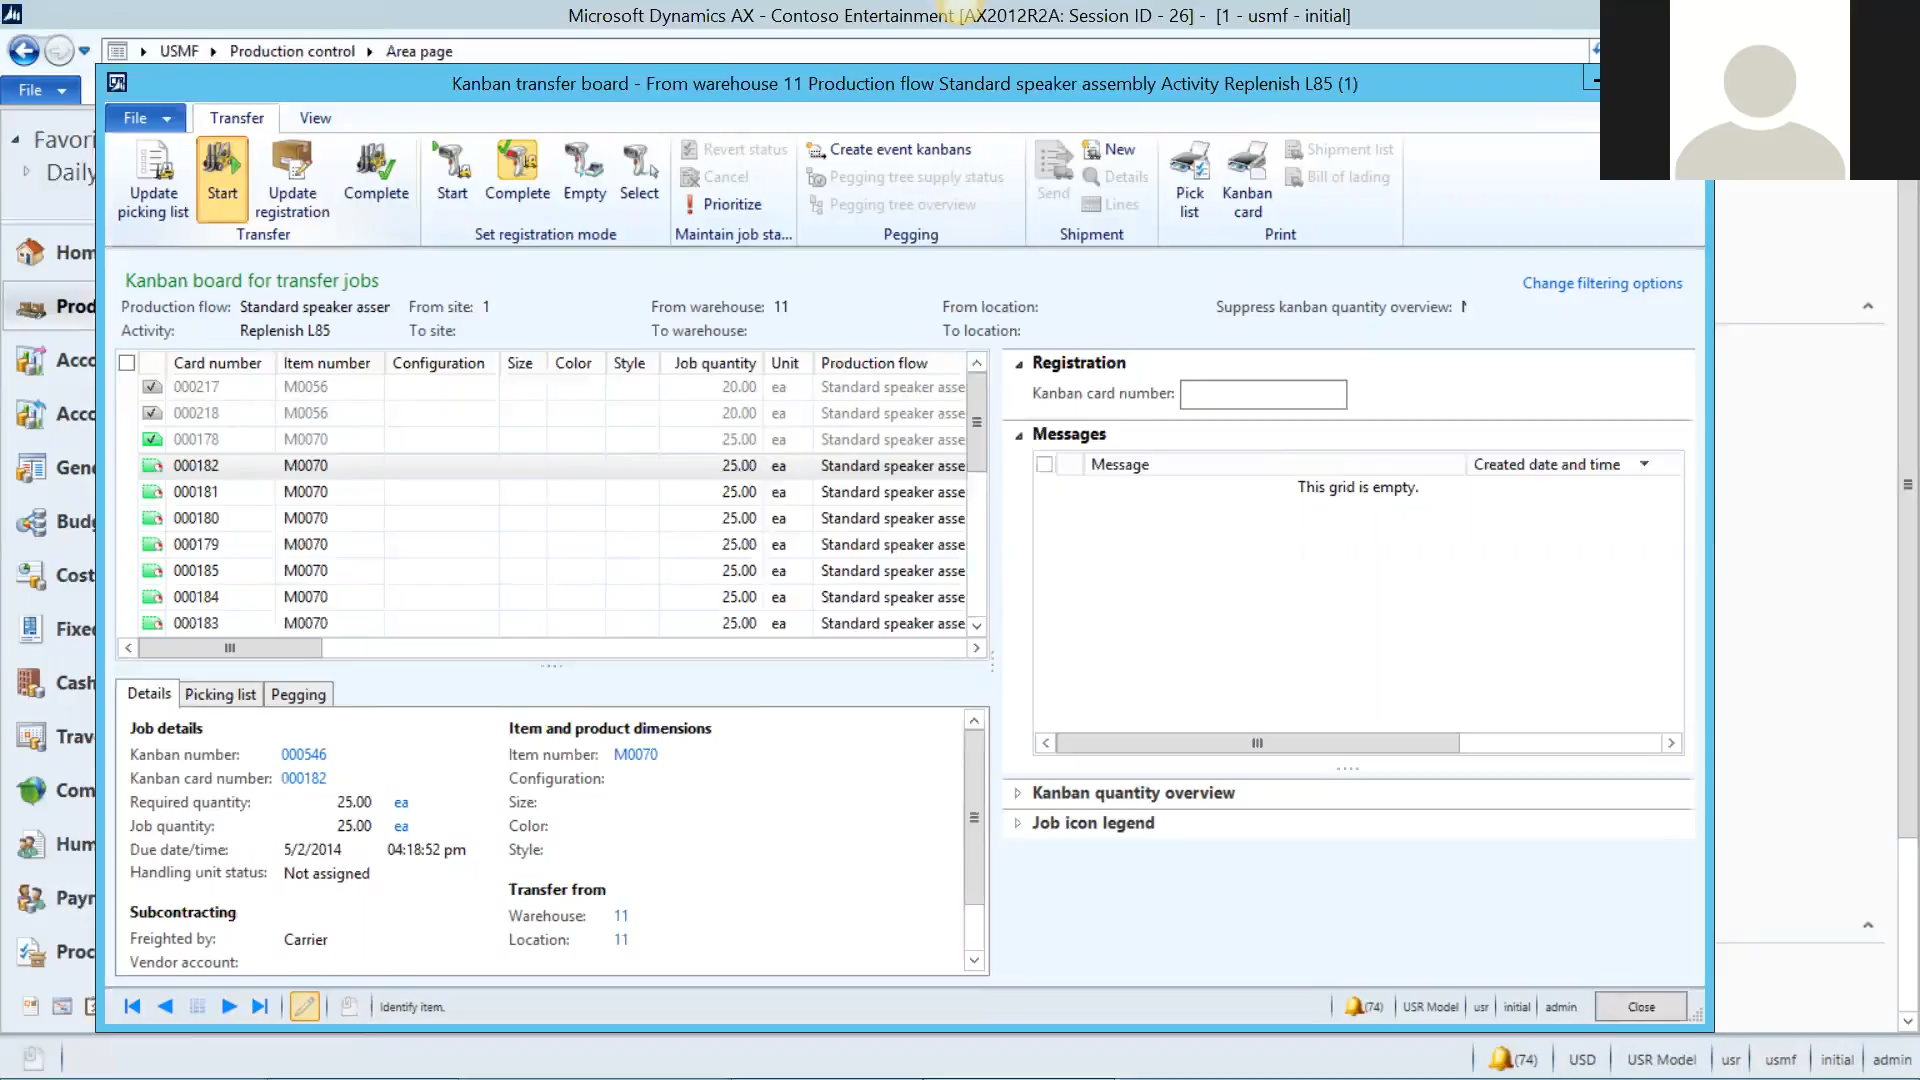 Microsoft Dynamics AX - Contoso Entertainment [AX2012R2A: Session ID - 26] - [1 - usmf - initial]
USMF Production control Area page
File
Kanban transfer board - From warehouse 11 Production flow Standard speaker assembly Activity Replenish L85 (1)
File Transfer View
Update picking list
Start
Update registration
Complete
Transfer
Start
Complete
Empty
Select
Set registration mode
Revert status
Cancel
Prioritize
Maintain job sta...
Create event kanbans
Pegging tree supply status
Pegging tree overview
Pegging
Send
New
Details
Lines
Shipment
Pick list
Kanban card
Shipment list
Bill of lading
Print
Favori
Daily
Hom
Prod
Acco
Acco
Gene
Budg
Cost
Fixe
Cash
Trav
Com
Hum
Payr
Proc
Kanban board for transfer jobs
Change filtering options
Production flow: Standard speaker asser From site: 1 From warehouse: 11 From location: Suppress kanban quantity overview:
Activity: Replenish L85 To site: To warehouse: To location:
Card number Item number Configuration Size Color Style Job quantity Unit Production flow
000217 M0056 20.00 ea Standard speaker asse
000218 M0056 20.00 ea Standard speaker asse
000178 M0070 25.00 ea Standard speaker asse
000182 M0070 25.00 ea Standard speaker asse
000181 M0070 25.00 ea Standard speaker asse
000180 M0070 25.00 ea Standard speaker asse
000179 M0070 25.00 ea Standard speaker asse
000185 M0070 25.00 ea Standard speaker asse
000184 M0070 25.00 ea Standard speaker asse
000183 M0070 25.00 ea Standard speaker asse
Registration
Kanban card number:
Messages
Message Created date and time
This grid is empty.
Kanban quantity overview
Job icon legend
Details Picking list Pegging
Job details
Kanban number: 000546
Kanban card number: 000182
Required quantity: 25.00 ea
Job quantity: 25.00 ea
Due date/time: 5/2/2014 04:18:52 pm
Handling unit status: Not assigned
Subcontracting
Freighted by: Carrier
Vendor account:
Item and product dimensions
Item number: M0070
Configuration:
Size:
Color:
Style:
Transfer from
Warehouse: 11
Location: 11
Identify item.
(74) USR Model usr initial admin Close
(74) USD USR Model usr usmf initial admin